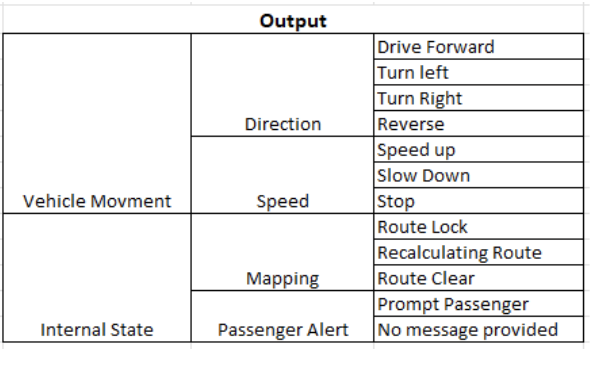 Output
Drive Forward
Turn left
Turn Right
Direction Reverse
Speed up
Slow Down
Vehicle Movment Speed Stop
Route Lock
Recalculating Route
Mapping Route Clear
Prompt Passenger
Internal State Passenger Alert No message provided